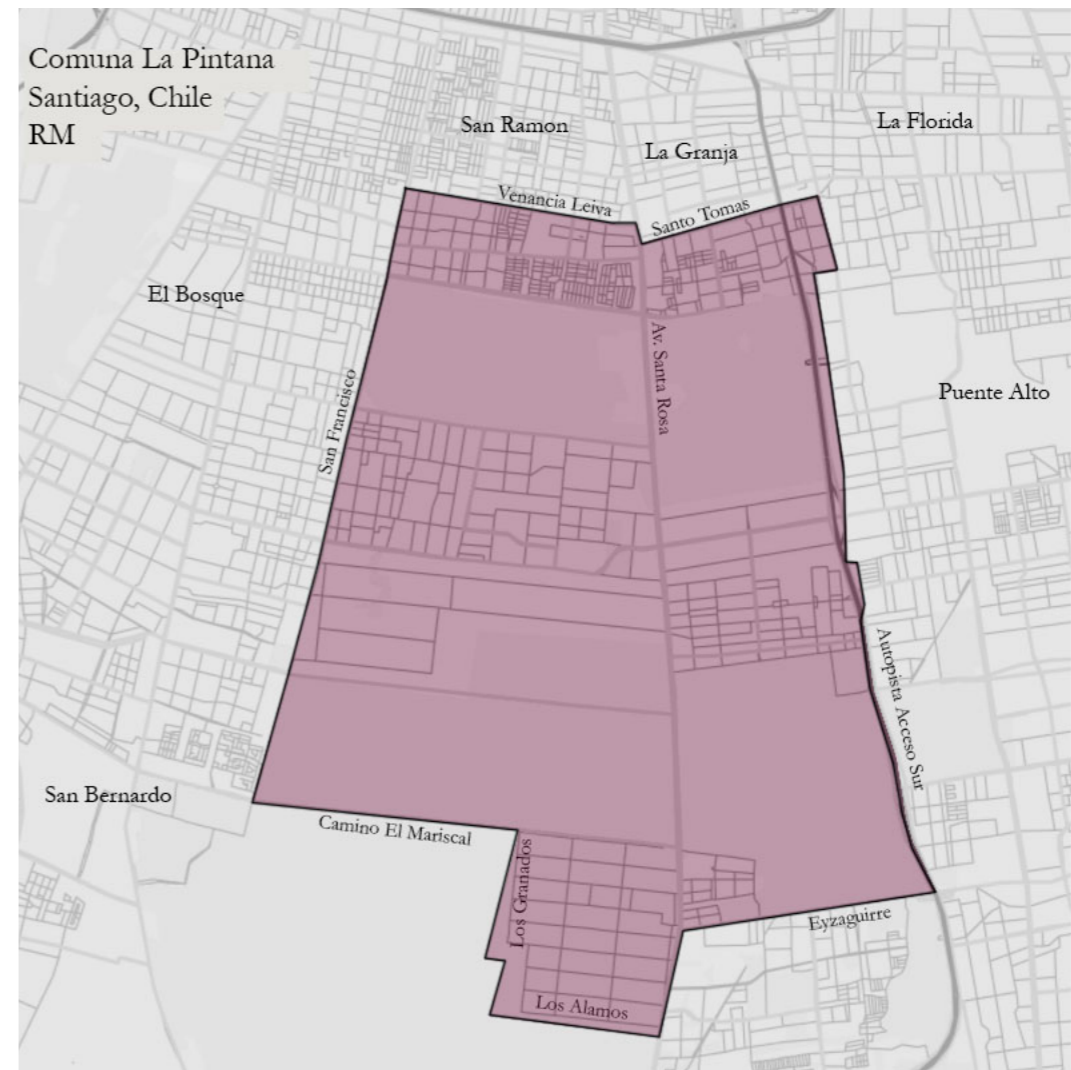 Comuna La Pintana
Santiago, Chile
RM
San Ramon
La Granja
La Florida
Venancia Leiva
Santo Tomas
El Bosque
San Francisco
Av. Santa Rosa
Puente Alto
Autopista Acceso Sur
San Bernardo
Camino El Mariscal
Los Granados
Eyzaguirre
Los Alamos